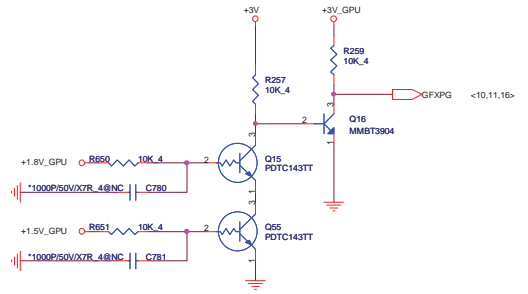 +3V
+3V_GPU
R259
10K_4
R257
10K_4
3
GFXPG <10,11,16>
2
Q16
MMBT3904
3
1
+1.8V_GPU
R650
10K_4
2
Q15
PDTC143TT
*1000P/50V/X7R_4@NC
C780
1
3
+1.5V_GPU
R651
10K_4
2
Q55
PDTC143TT
*1000P/50V/X7R_4@NC
C781
1